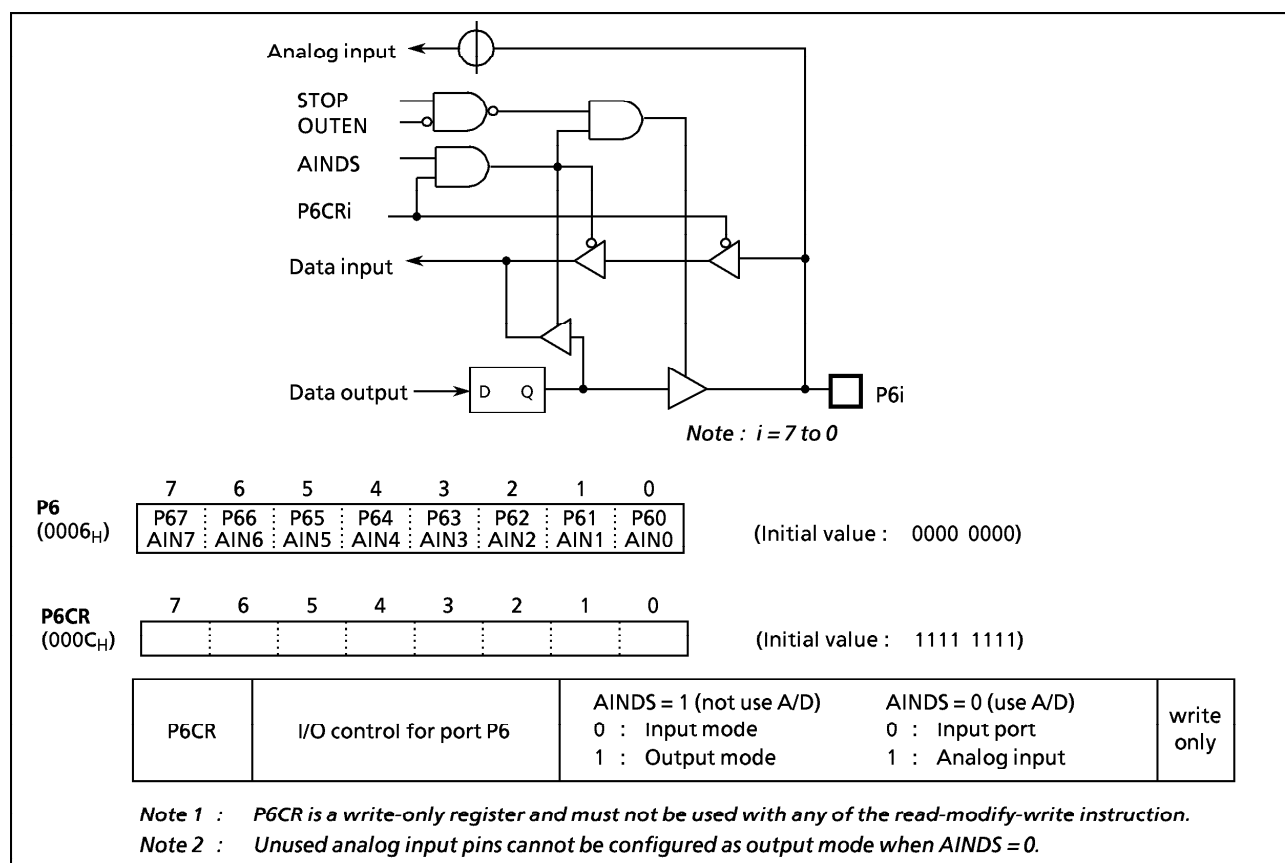 Analog input
STOP
OUTEN
AINDS
P6CRi
Data input
Data output
D Q
P6i
Note : i = 7 to 0
7 6 5 4 3 2 1 0
P6
(0006H)
P67 P66 P65 P64 P63 P62 P61 P60
AIN7 AIN6 AIN5 AIN4 AIN3 AIN2 AIN1 AIN0
(Initial value : 0000 0000)
7 6 5 4 3 2 1 0
P6CR
(000CH)
(Initial value : 1111 1111)
P6CR
I/O control for port P6
AINDS = 1 (not use A/D)
0 : Input mode
1 : Output mode
AINDS = 0 (use A/D)
0 : Input port
1 : Analog input
write
only
Note 1 : P6CR is a write-only register and must not be used with any of the read-modify-write instruction.
Note 2 : Unused analog input pins cannot be configured as output mode when AINDS = 0.